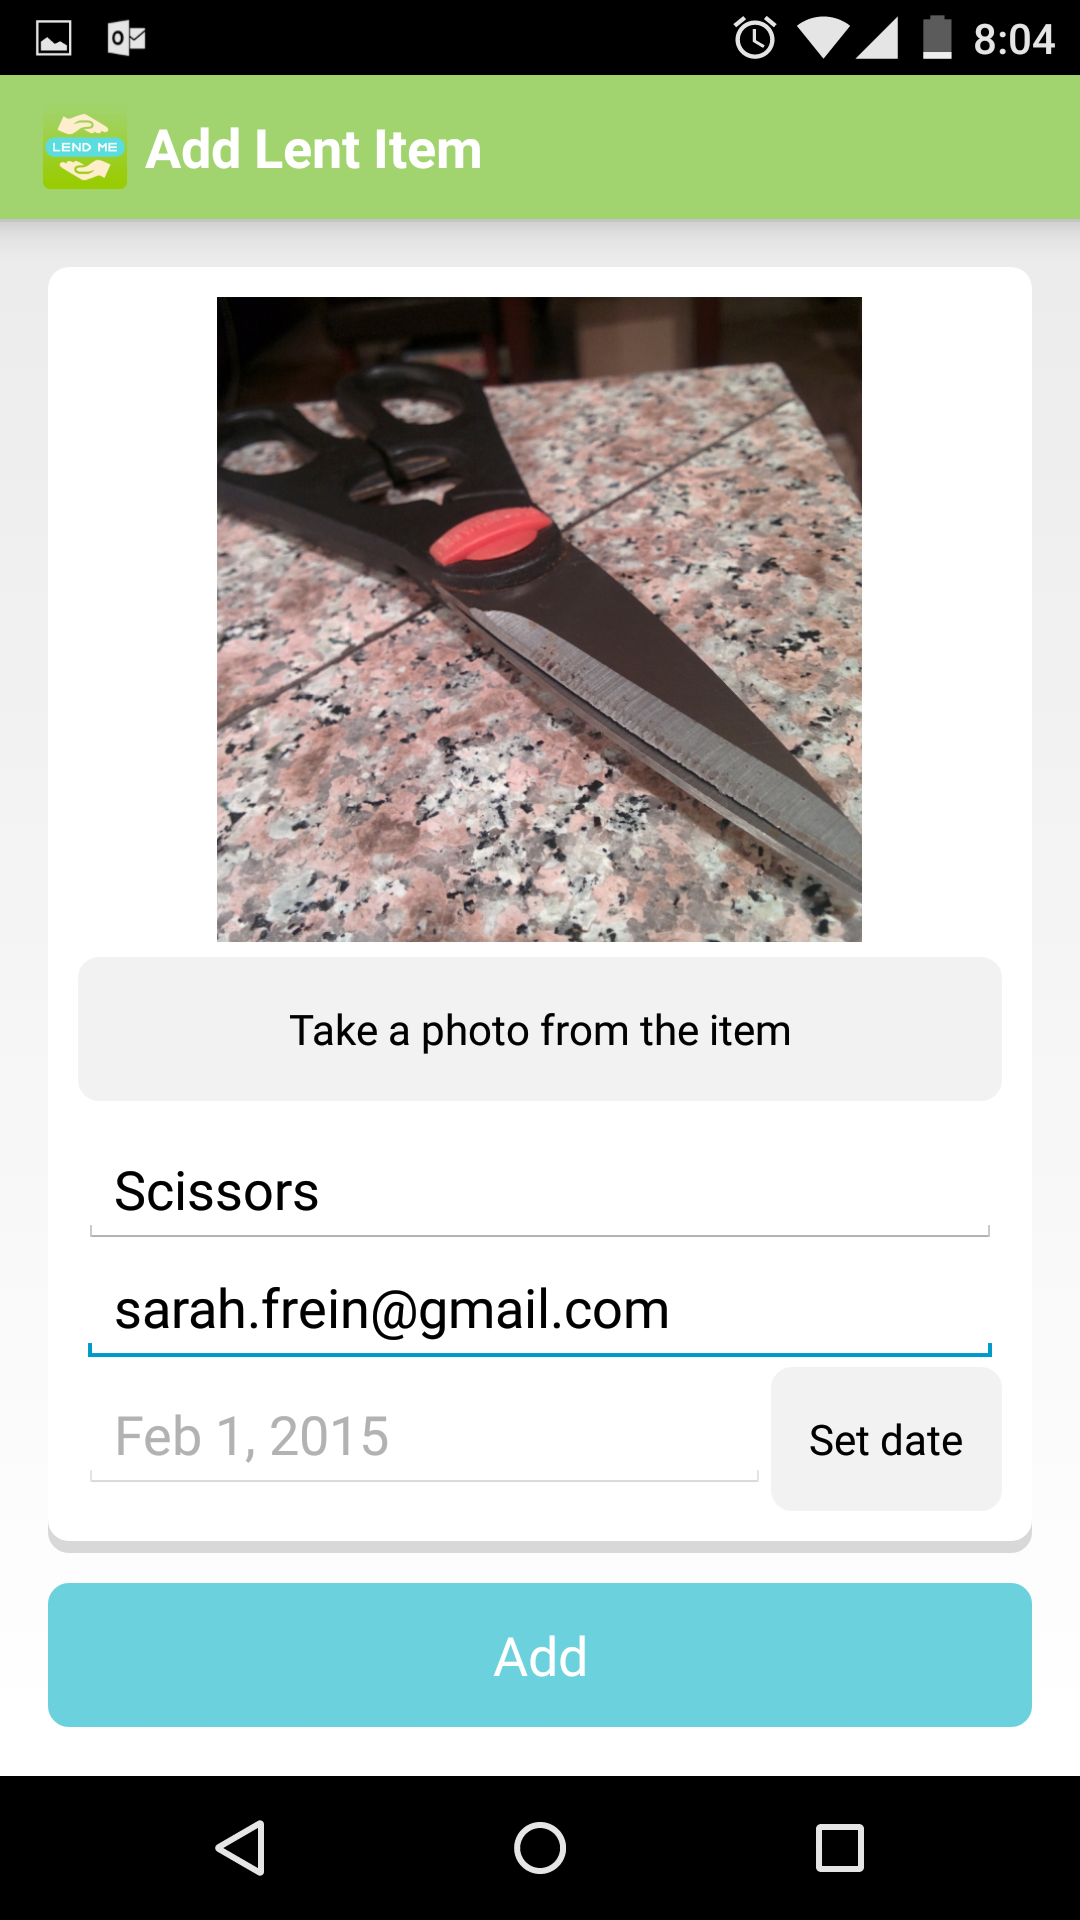 8:04
LEND ME
Add Lent Item
Take a photo from the item
Scissors
sarah.frein@gmail.com
Feb 1, 2015
Set date
Add